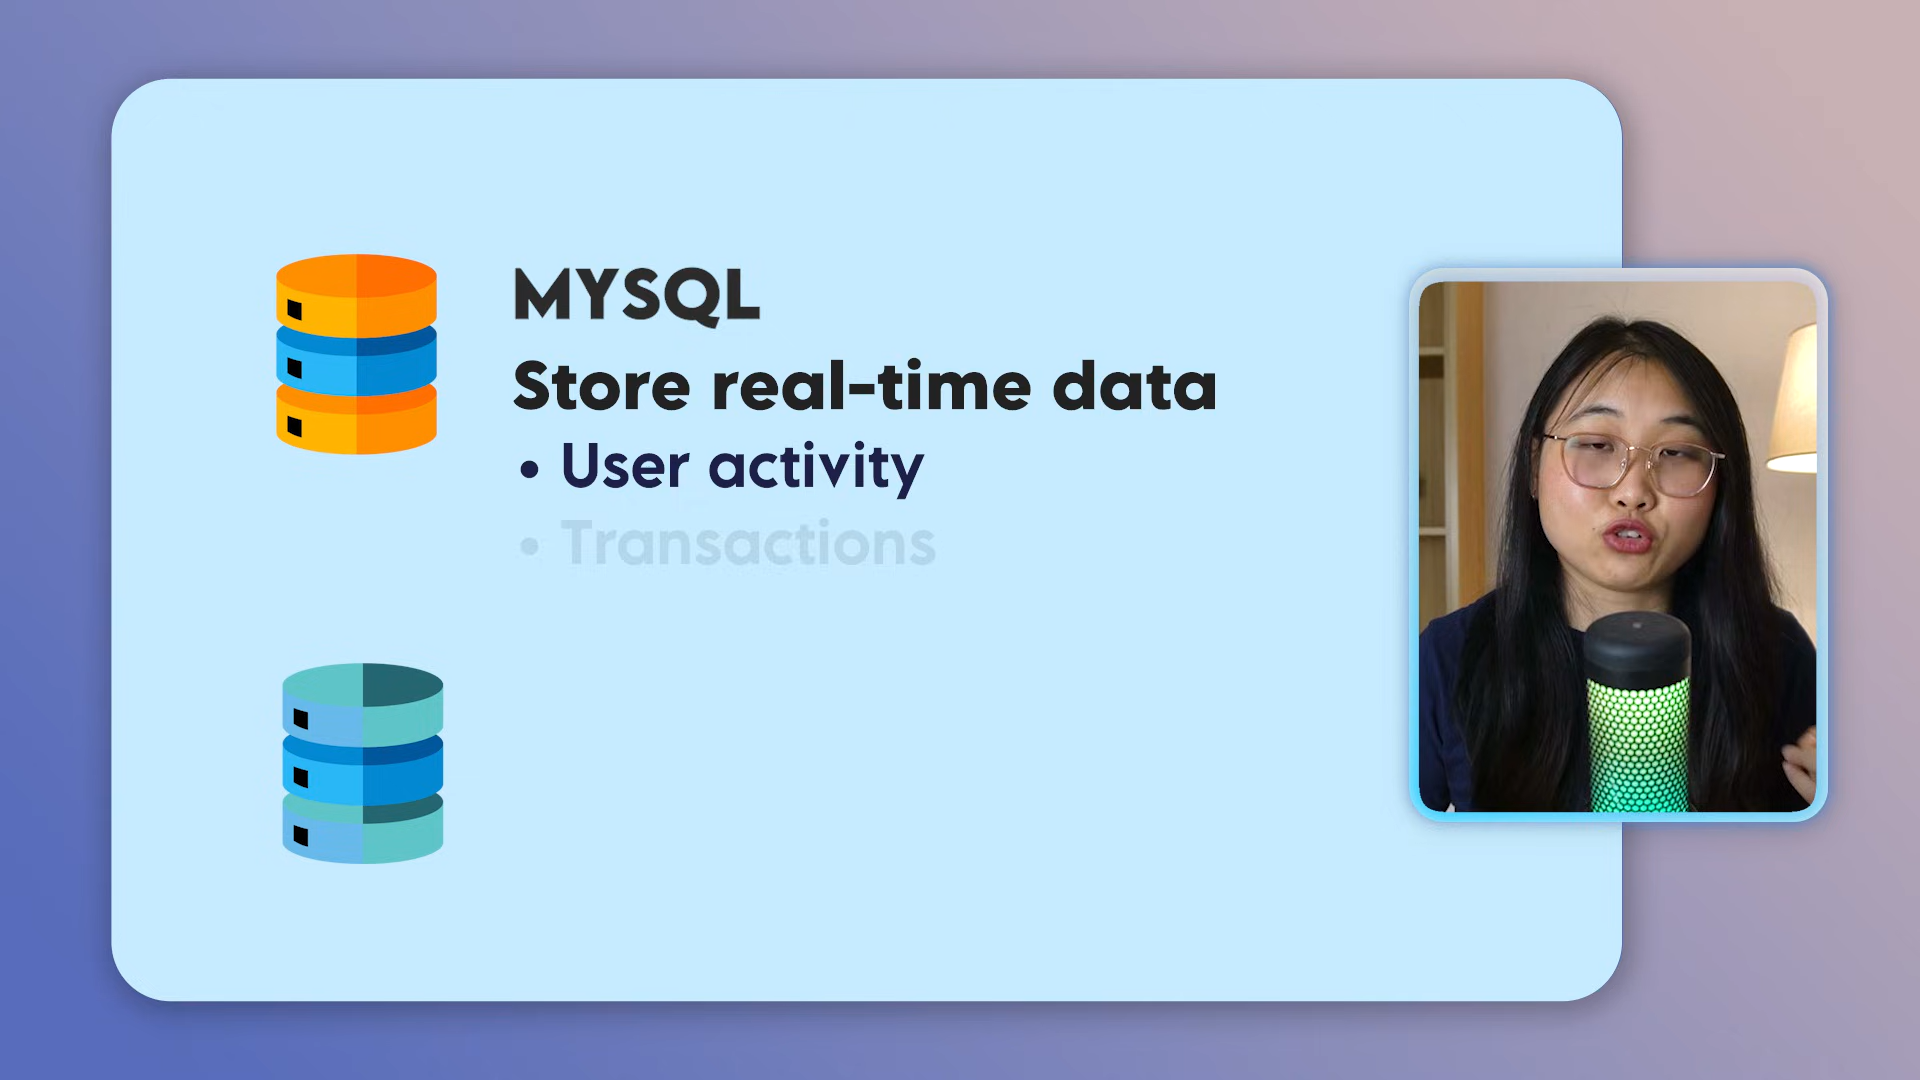 MYSQL
Store real-time data
• User activity
• Transactions